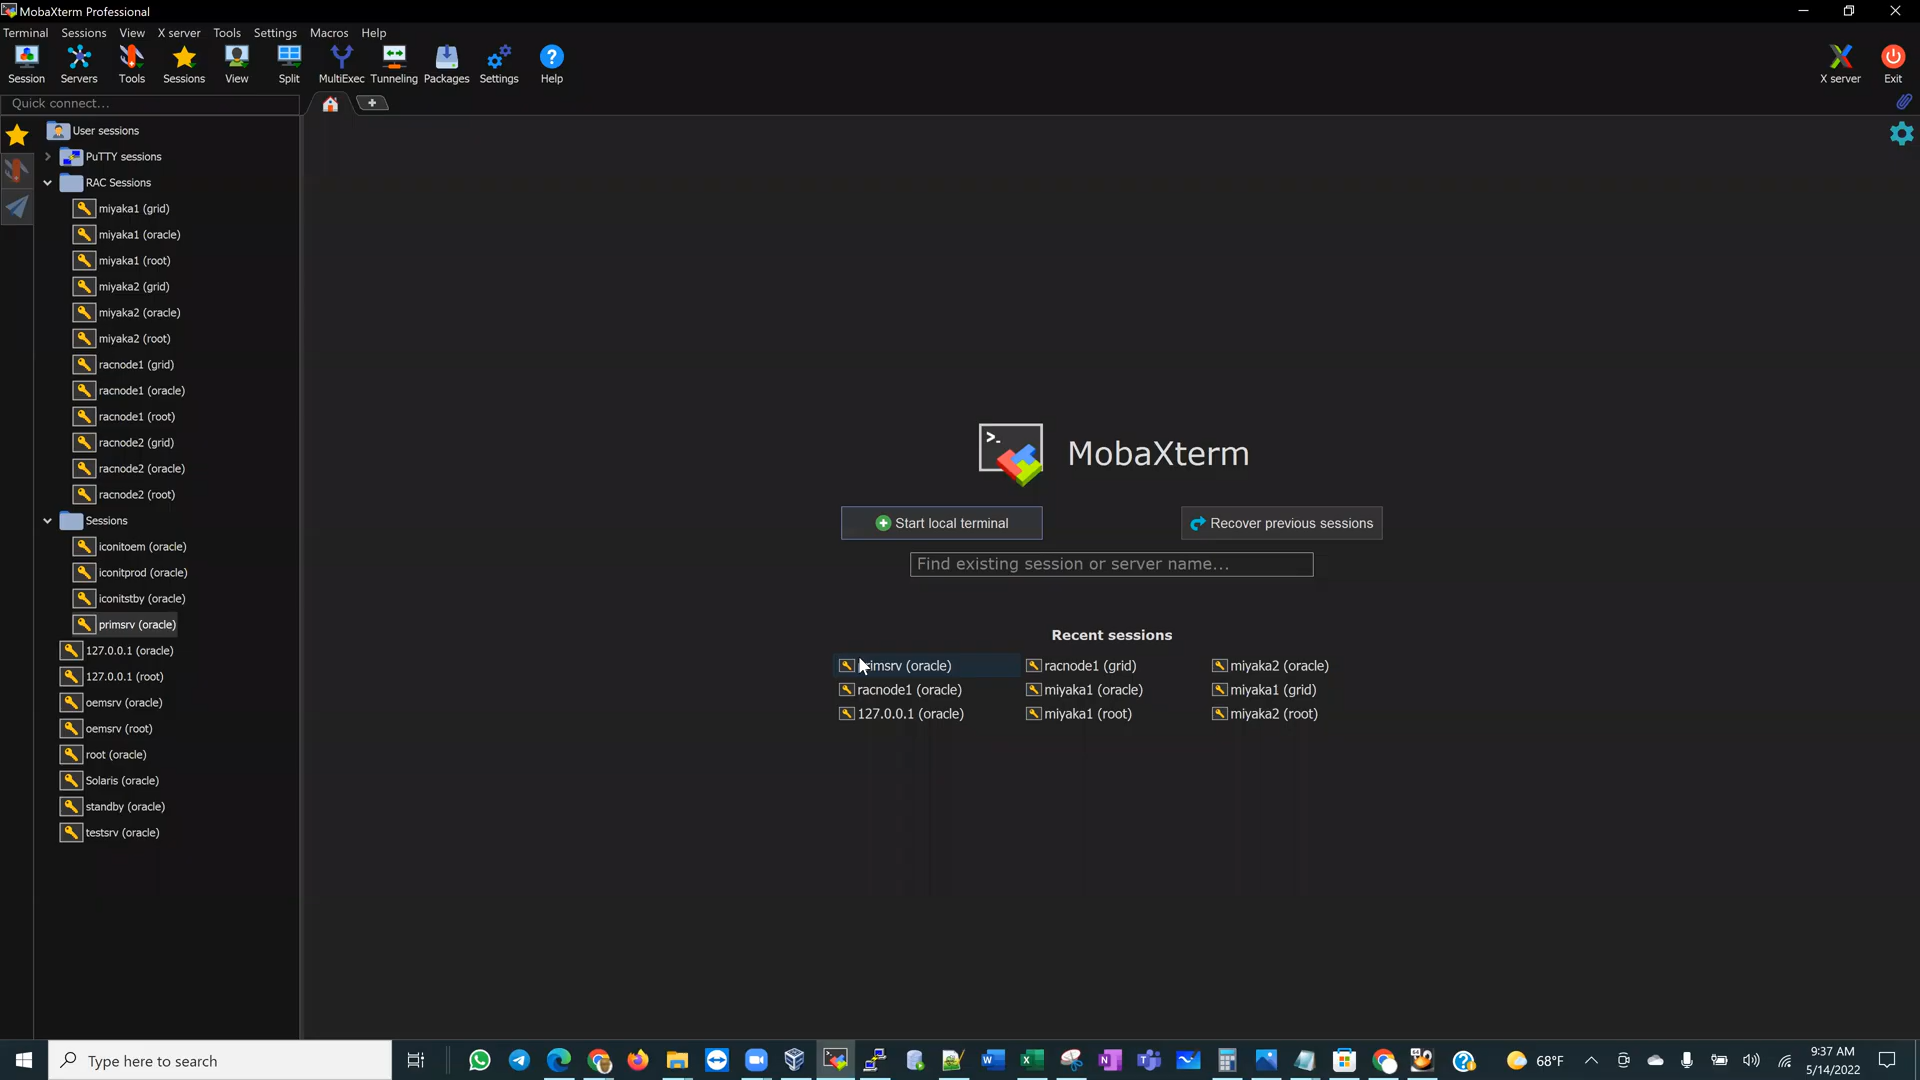 MobaXterm Professional
Terminal Sessions View X server Tools Settings Macros Help
Session Servers Tools Sessions View Split MultiExec Tunneling Packages Settings Help X server Exit
Quick connect...
User sessions
PuTTY sessions
RAC Sessions
miyaka1 (grid)
miyaka1 (oracle)
miyaka1 (root)
miyaka2 (grid)
miyaka2 (oracle)
miyaka2 (root)
racnode1 (grid)
racnode1 (oracle)
racnode1 (root)
racnode2 (grid)
racnode2 (oracle)
racnode2 (root)
Sessions
iconitoem (oracle)
iconitprod (oracle)
iconitstby (oracle)
primsrv (oracle)
127.0.0.1 (oracle)
127.0.0.1 (root)
oemsrv (oracle)
oemsrv (root)
root (oracle)
Solaris (oracle)
standby (oracle)
testsrv (oracle)
MobaXterm
Start local terminal
Recover previous sessions
Find existing session or server name...
Recent sessions
primsrv (oracle) racnode1 (grid) miyaka2 (oracle)
racnode1 (oracle) miyaka1 (oracle) miyaka1 (grid)
127.0.0.1 (oracle) miyaka1 (root) miyaka2 (root)
Type here to search
68°F
9:37 AM
5/14/2022